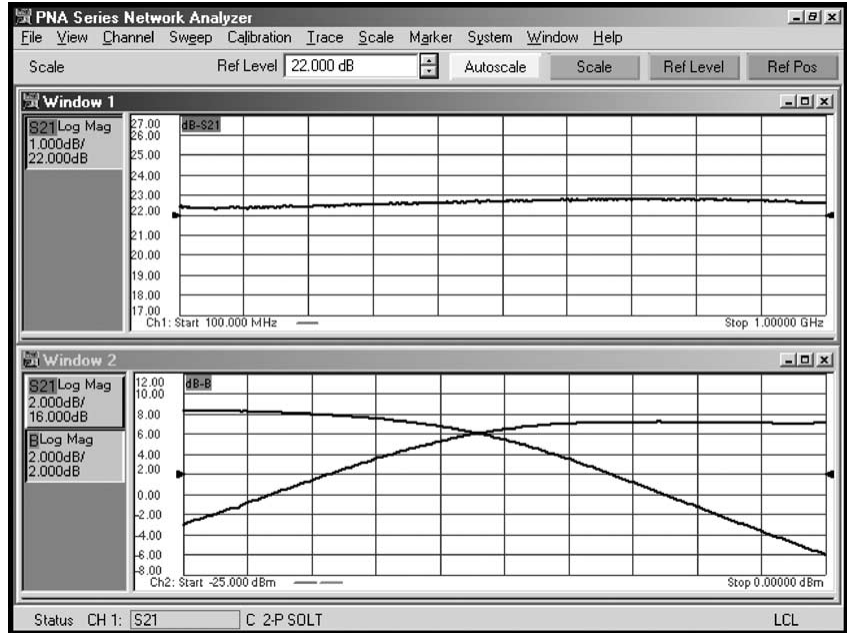 PNA Series Network Analyzer
File View Channel Sweep Calibration Trace Scale Marker System Window Help
Scale Ref Level 22.000 dB Autoscale Scale Ref Level Ref Pos
Window 1
S21 Log Mag
1.000dB/
22.000dB
dB-S21
27.00
26.00
25.00
24.00
23.00
22.00
21.00
20.00
19.00
18.00
17.00
Ch1: Start 100.000 MHz Stop 1.00000 GHz
Window 2
S21 Log Mag
2.000dB/
16.000dB
B Log Mag
2.000dB/
2.000dB
dB-B
12.00
10.00
8.00
6.00
4.00
2.00
0.00
-2.00
-4.00
-6.00
-8.00
Ch2: Start -25.000 dBm Stop 0.00000 dBm
Status CH 1: S21 C 2-P SOLT LCL